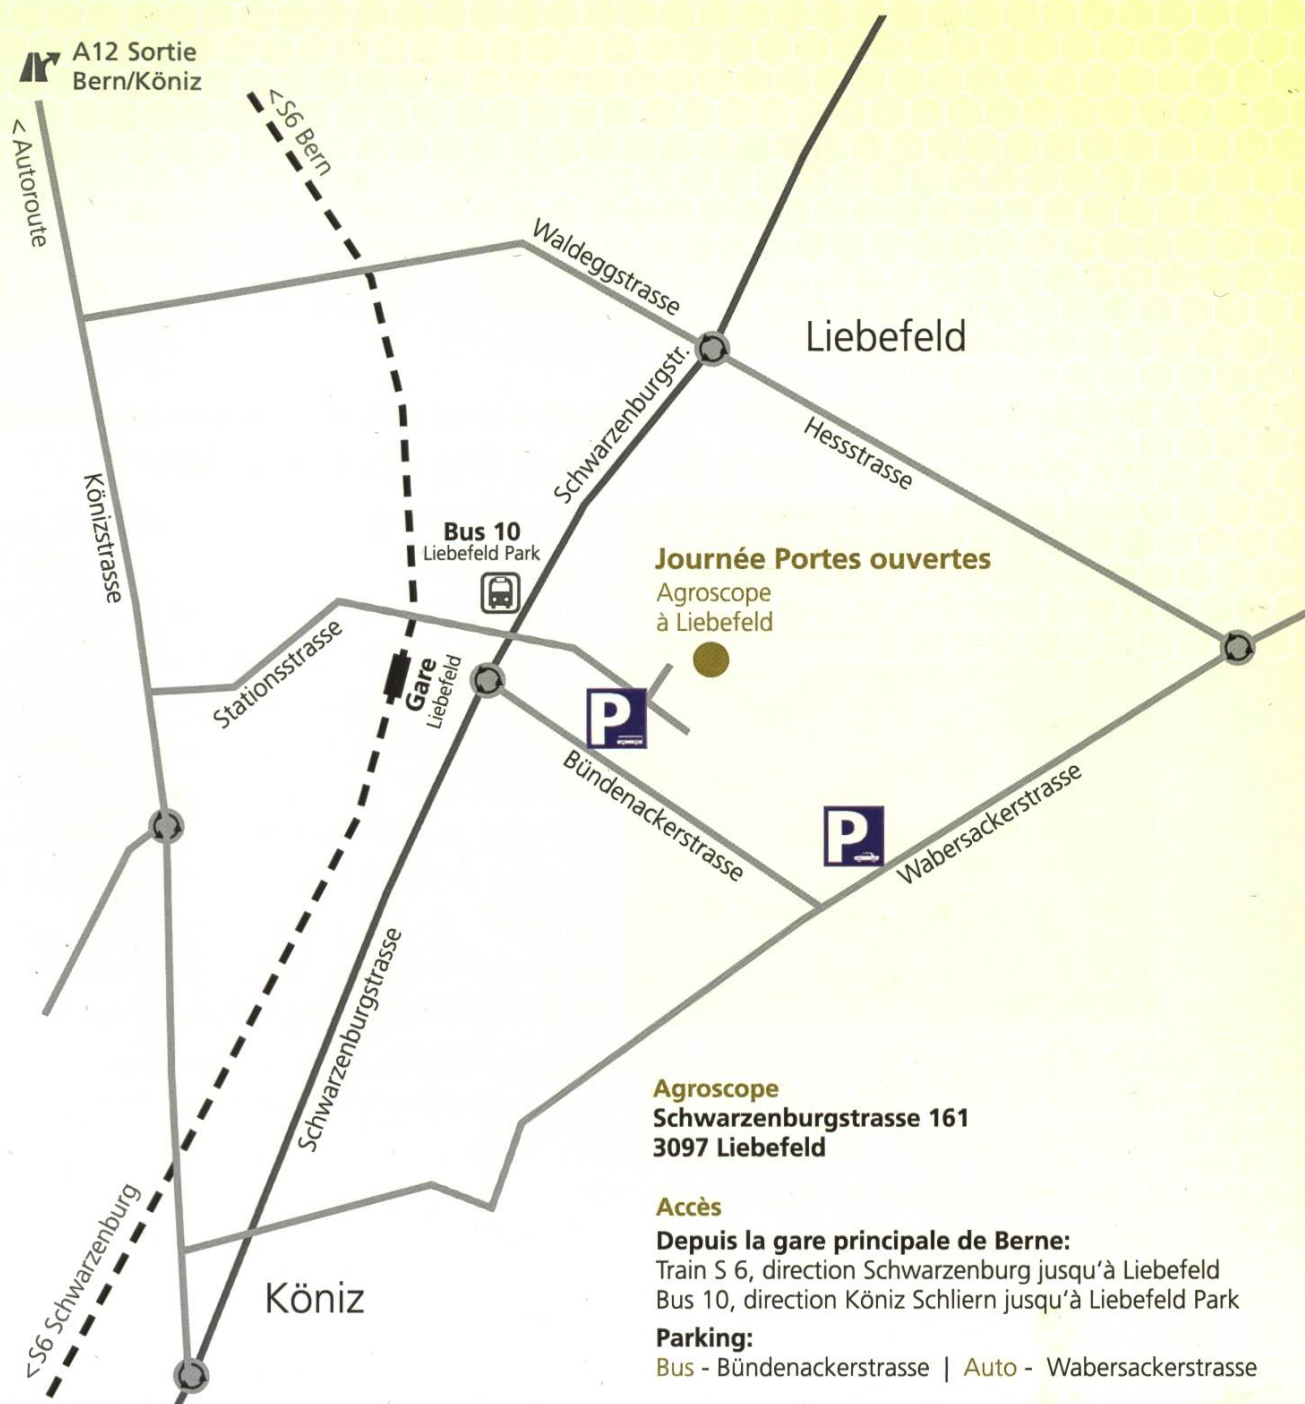 A12 Sortie
Bern/Köniz
< Autoroute
<S6 Bern
Waldeggstrasse
Liebefeld
Schwarzenburgstr.
Hessstrasse
Könizstrasse
Bus 10
Liebefeld Park
Journée Portes ouvertes
Agroscope
à Liebefeld
Stationsstrasse
Gare
Liebefeld
P
Bündenackerstrasse
P
Wabersackerstrasse
Schwarzenburgstrasse
<S6 Schwarzenburg
Köniz
Agroscope
Schwarzenburgstrasse 161
3097 Liebefeld
Accès
Depuis la gare principale de Berne:
Train S 6, direction Schwarzenburg jusqu'à Liebefeld
Bus 10, direction Köniz Schliern jusqu'à Liebefeld Park
Parking:
Bus - Bündenackerstrasse | Auto - Wabersackerstrasse